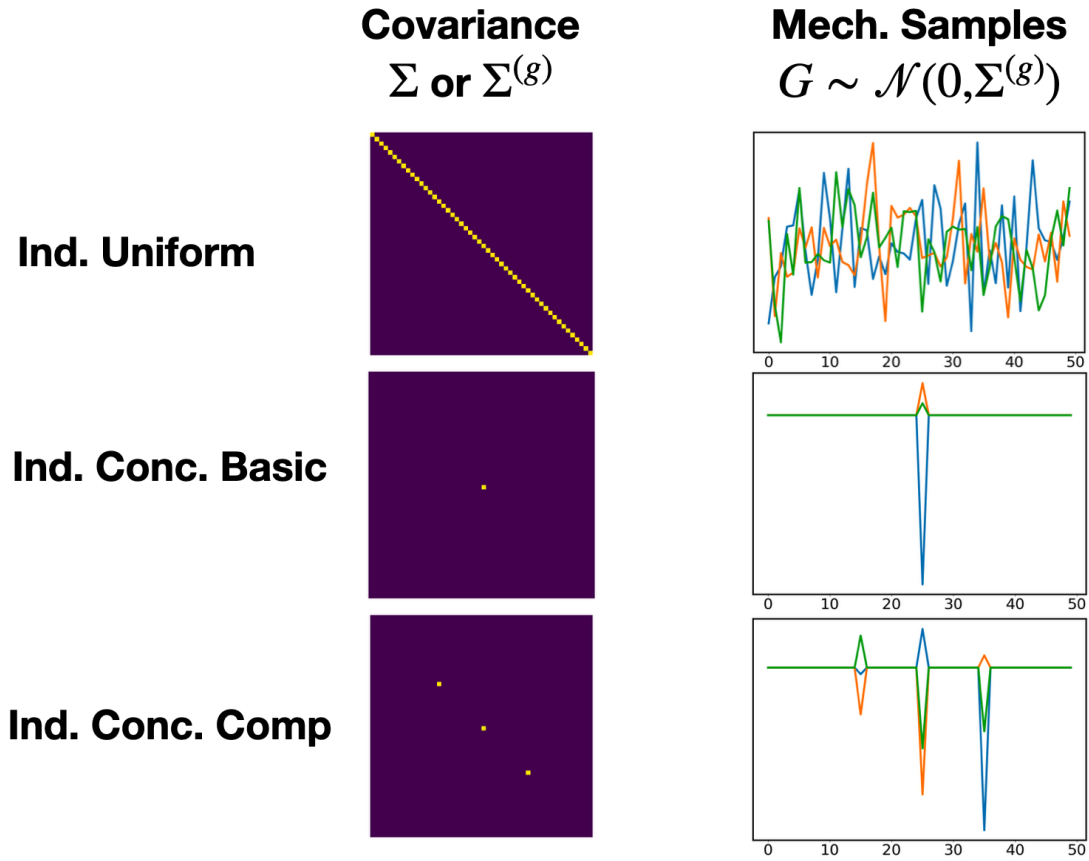 Covariance
Σ or Σ^(g)
Mech. Samples
G ∼ 𝒩(0,Σ^(g))
Ind. Uniform
0 10 20 30 40 50
Ind. Conc. Basic
0 10 20 30 40 50
Ind. Conc. Comp
0 10 20 30 40 50